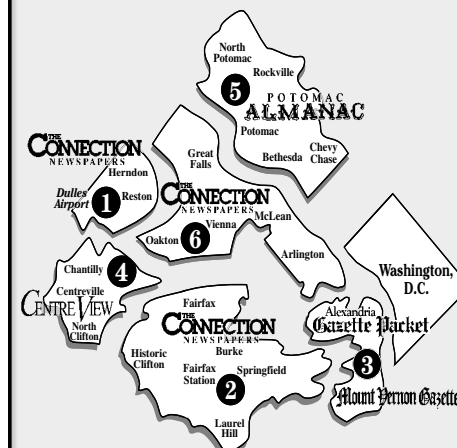 North
Potomac
Rockville
5
POTOMAC
ALMANAC
Potomac
Bethesda
Chevy
Chase
THE
CONNECTION
NEWSPAPERS
Herndon
Dulles
Airport
1
Reston
Great
Falls
THE
CONNECTION
NEWSPAPERS
McLean
Vienna
Oakton
6
Arlington
Chantilly
4
Centreville
CENTRE VIEW
North
Clifton
Washington,
D.C.
Fairfax
THE
CONNECTION
NEWSPAPERS
Burke
Historic
Clifton
Fairfax
Station
Springfield
2
Laurel
Hill
Alexandria
Gazette Packet
3
Mount Vernon Gazette